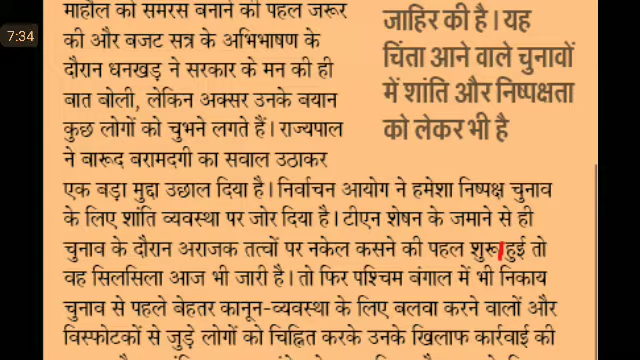 माहौल को समरस बनाने की पहल जरूर
की और बजट सत्र के अभिभाषण के
दौरान धनखड़ ने सरकार के मन की ही
बात बोली, लेकिन अक्सर उनके बयान
कुछ लोगों को चुभने लगते हैं। राज्यपाल
ने बारूद बरामदगी का सवाल उठाकर
एक बड़ा मुद्दा उछाल दिया है। निर्वाचन आयोग ने हमेशा निष्पक्ष चुनाव
के लिए शांति व्यवस्था पर जोर दिया है। टीएन शेषन के जमाने से ही
चुनाव के दौरान अराजक तत्वों पर नकेल कसने की पहल शुरू हुई तो
वह सिलसिला आज भी जारी है। तो फिर पश्चिम बंगाल में भी निकाय
चुनाव से पहले बेहतर कानून-व्यवस्था के लिए बलवा करने वालों और
विस्फोटकों से जुड़े लोगों को चिह्नित करके उनके खिलाफ कार्रवाई की
जाहिर की है। यह
चिंता आने वाले चुनावों
में शांति और निष्पक्षता
को लेकर भी है
7:34